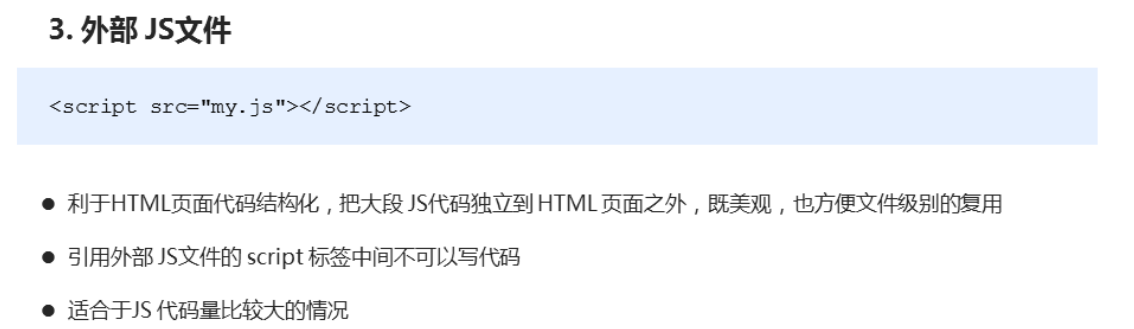 3. 外部 JS文件
<script src="my.js"></script>
● 利于HTML页面代码结构化，把大段 JS代码独立到 HTML 页面之外，既美观，也方便文件级别的复用
● 引用外部 JS文件的 script 标签中间不可以写代码
● 适合于JS 代码量比较大的情况